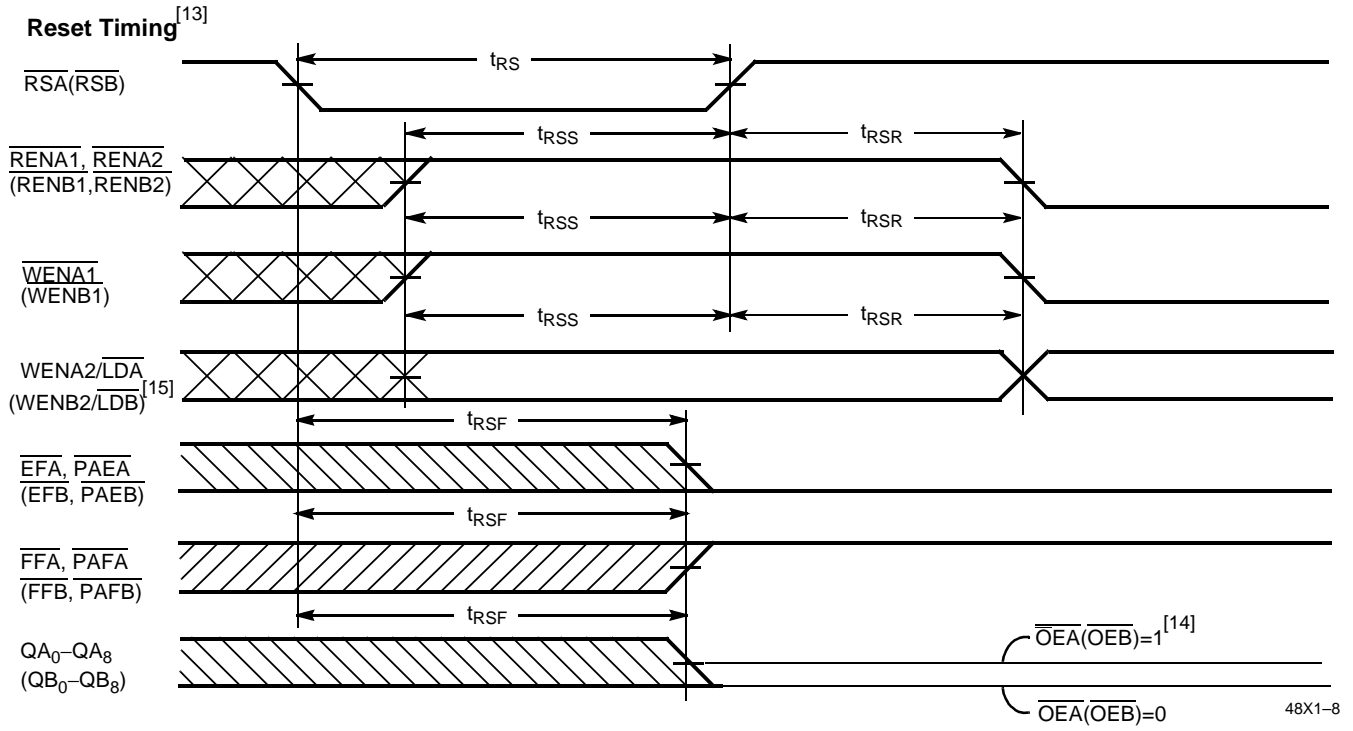 Reset Timing[13]
RSA(RSB)
tRS
tRSS
tRSR
RENA1, RENA2
(RENB1,RENB2)
tRSS
tRSR
WENA1
(WENB1)
tRSS
tRSR
WENA2/LDA
(WENB2/LDB)[15]
tRSF
EFA, PAEA
(EFB, PAEB)
tRSF
FFA, PAFA
(FFB, PAFB)
tRSF
QA0–QA8
(QB0–QB8)
OEA(OEB)=1[14]
OEA(OEB)=0
48X1–8